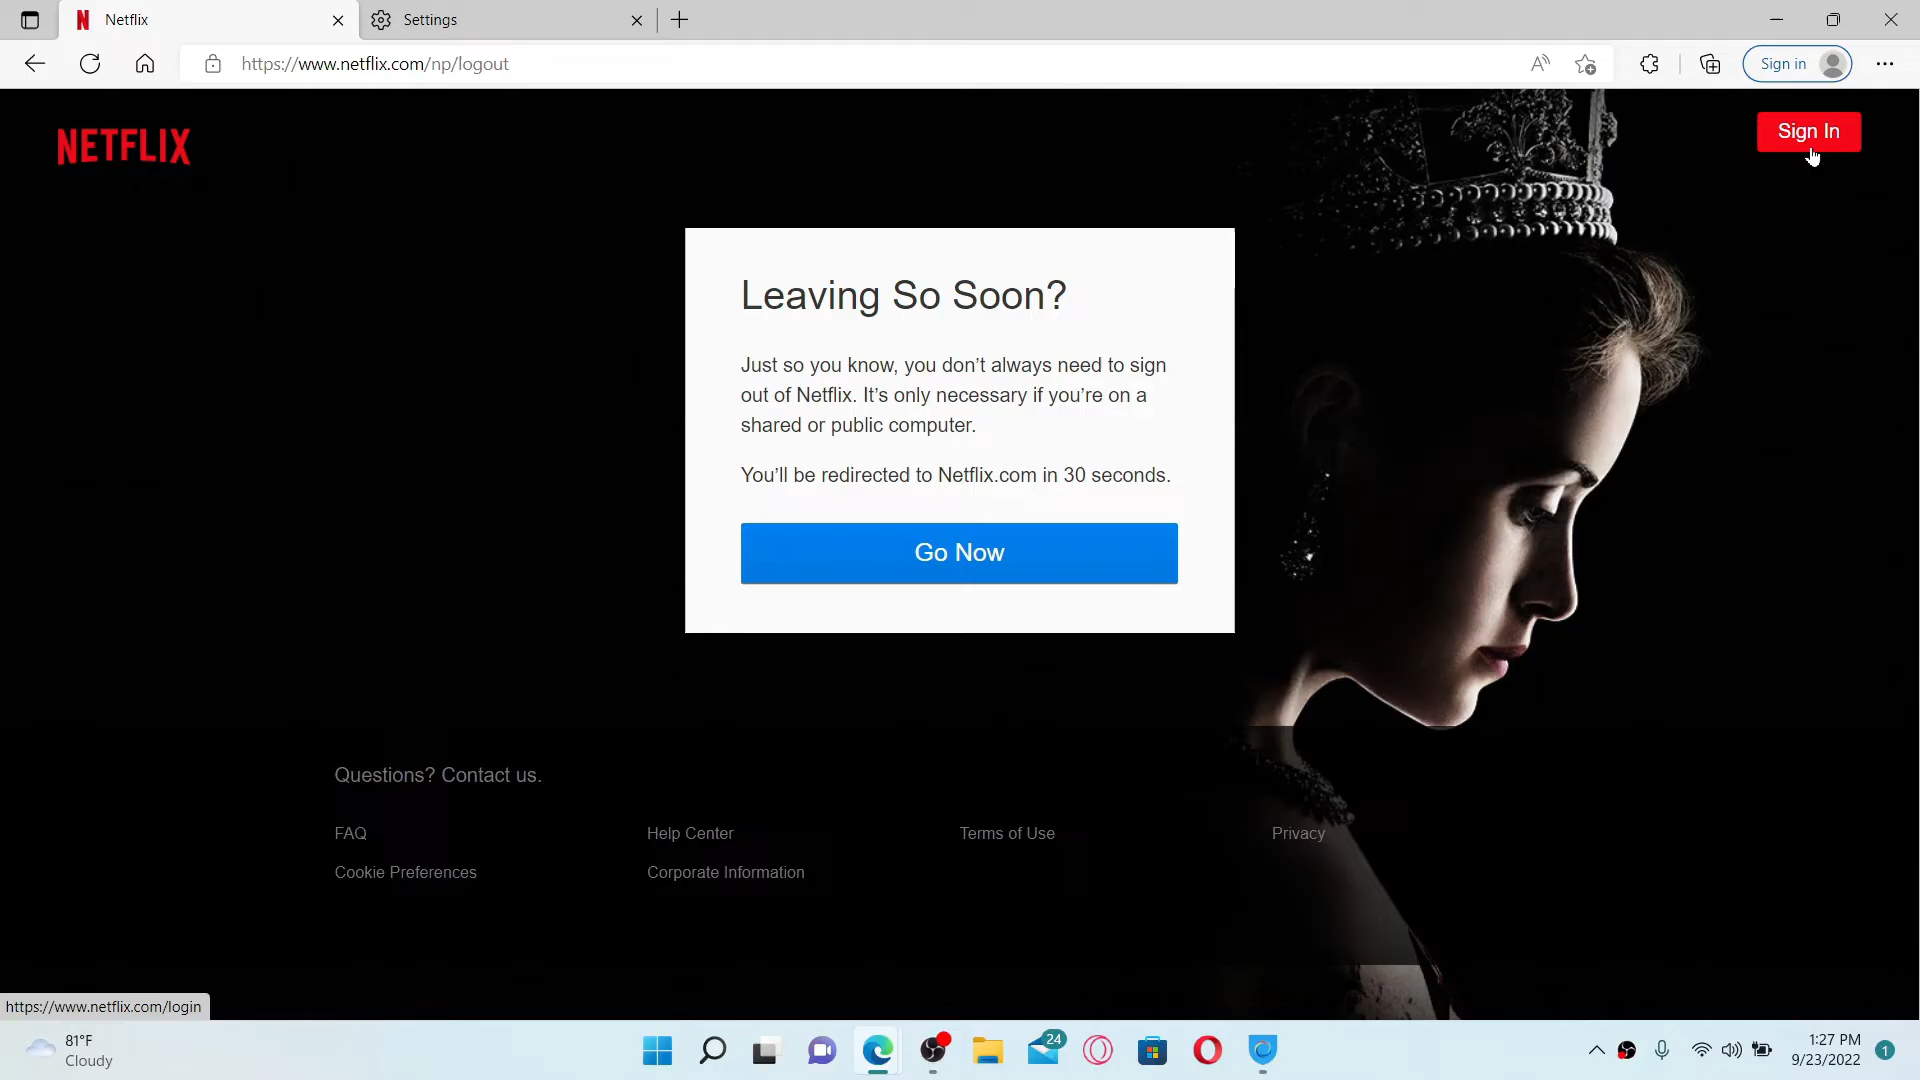 Netflix
Settings
https://www.netflix.com/np/logout
Sign in
NETFLIX
Sign In
Leaving So Soon?
Just so you know, you don’t always need to sign
out of Netflix. It’s only necessary if you’re on a
shared or public computer.
You’ll be redirected to Netflix.com in 30 seconds.
Go Now
Questions? Contact us.
FAQ
Help Center
Terms of Use
Privacy
Cookie Preferences
Corporate Information
https://www.netflix.com/login
81°F
Cloudy
24
1:27 PM
9/23/2022
1